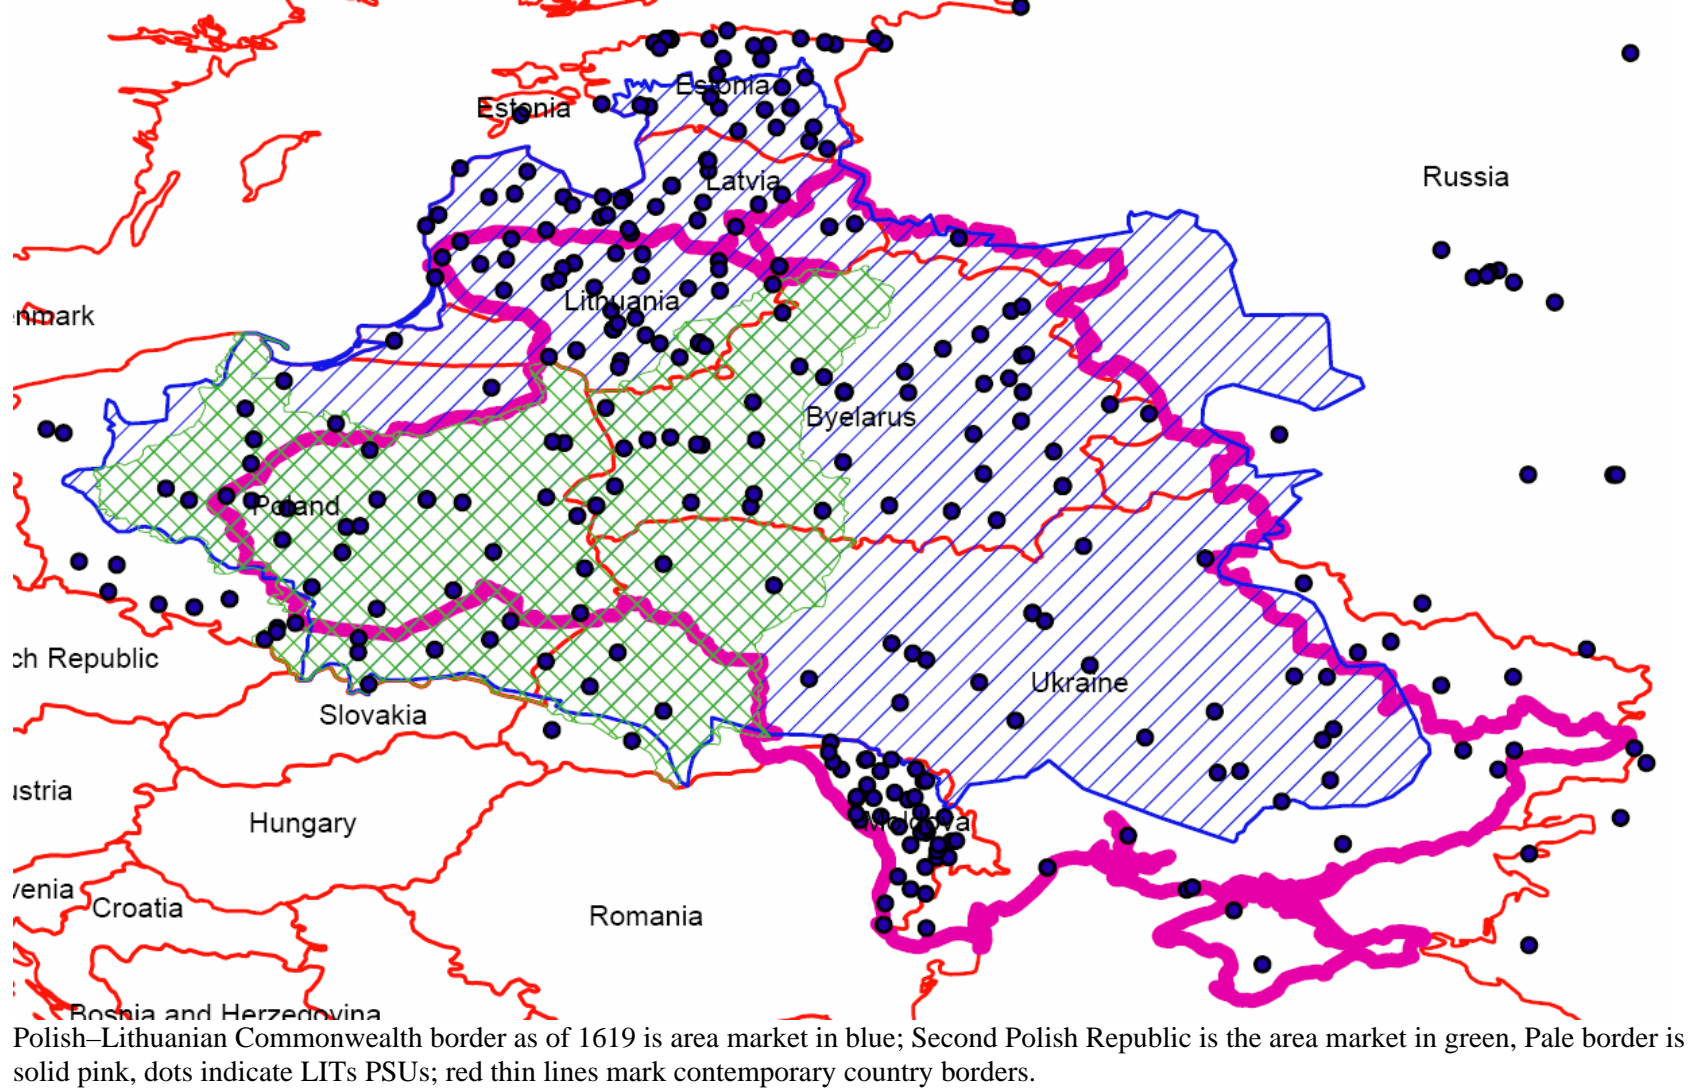 Estonia
Estonia
Russia
Latvia
Lithuania
nmark
Byelarus
Poland
ch Republic
Ukraine
Slovakia
ustria
Hungary
Moldova
venia
Croatia
Romania
Bosnia and Herzegovina
Polish–Lithuanian Commonwealth border as of 1619 is area market in blue; Second Polish Republic is the area market in green, Pale border is
solid pink, dots indicate LITs PSUs; red thin lines mark contemporary country borders.